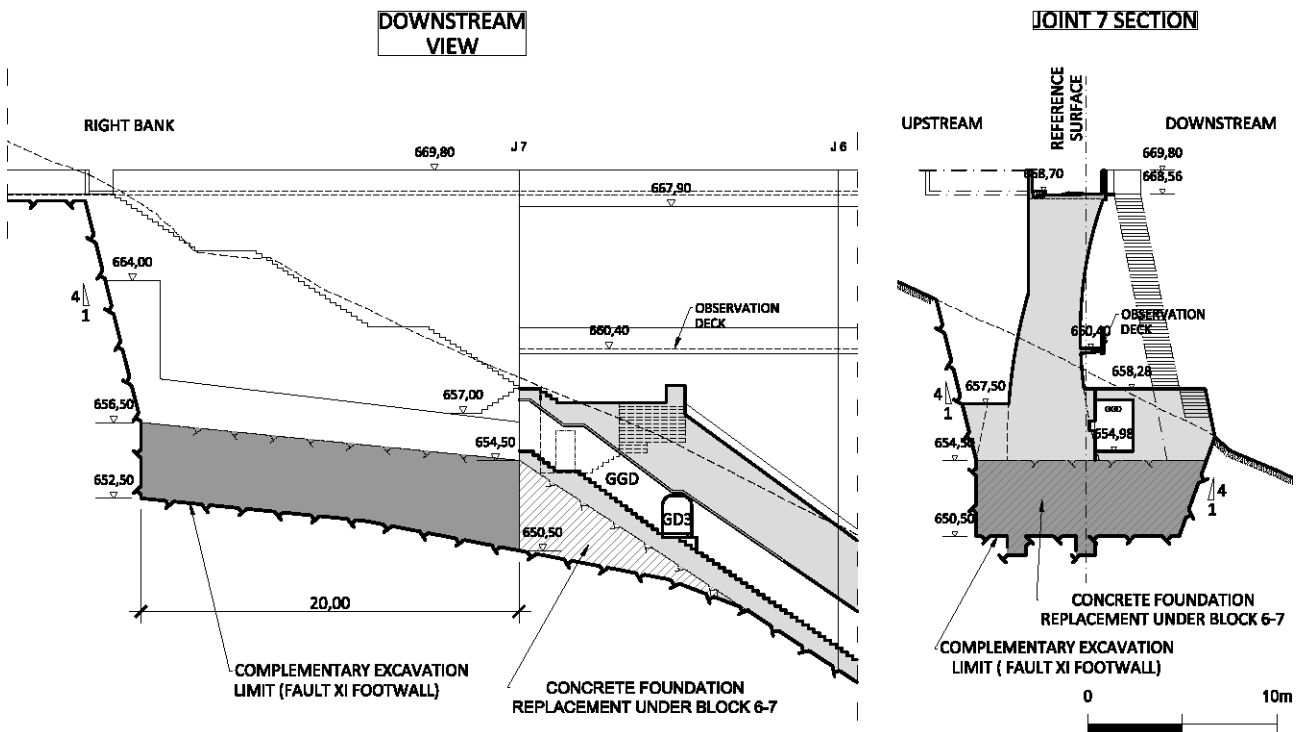 DOWNSTREAM
VIEW
RIGHT BANK
J 7
J 6
669,80
667,90
664,00
4
1
OBSERVATION
DECK
660,40
657,00
656,50
654,50
GGD
GD3
652,50
650,50
20,00
COMPLEMENTARY EXCAVATION
LIMIT (FAULT XI FOOTWALL)
CONCRETE FOUNDATION
REPLACEMENT UNDER BLOCK 6-7
JOINT 7 SECTION
REFERENCE
SURFACE
UPSTREAM
DOWNSTREAM
669,80
668,70
668,56
OBSERVATION
DECK
660,40
658,28
657,50
4
1
GGD
654,98
654,50
4
1
650,50
CONCRETE FOUNDATION
REPLACEMENT UNDER BLOCK 6-7
COMPLEMENTARY EXCAVATION
LIMIT ( FAULT XI FOOTWALL)
0
10m